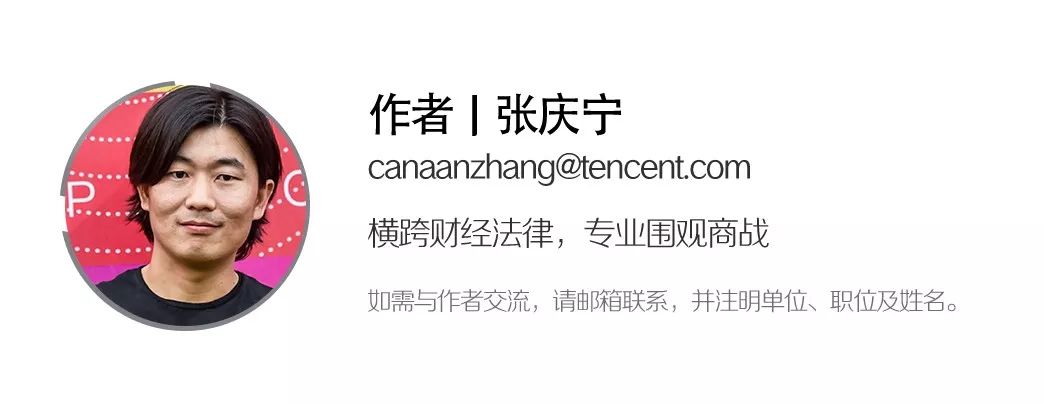 作者 | 张庆宁
canaanzhang@tencent.com
横跨财经法律，专业围观商战
如需与作者交流，请邮箱联系，并注明单位、职位及姓名。
P